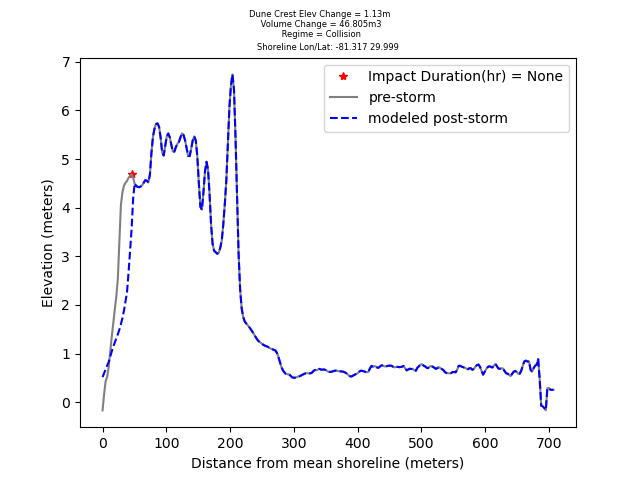 Dune Crest Elev Change = 1.13m
Volume Change = 46.805m3
Regime = Collision
Shoreline Lon/Lat: -81.317 29.999
Impact Duration(hr) = None
pre-storm
modeled post-storm
7
6
5
4
3
2
1
0
Elevation (meters)
0 100 200 300 400 500 600 700
Distance from mean shoreline (meters)